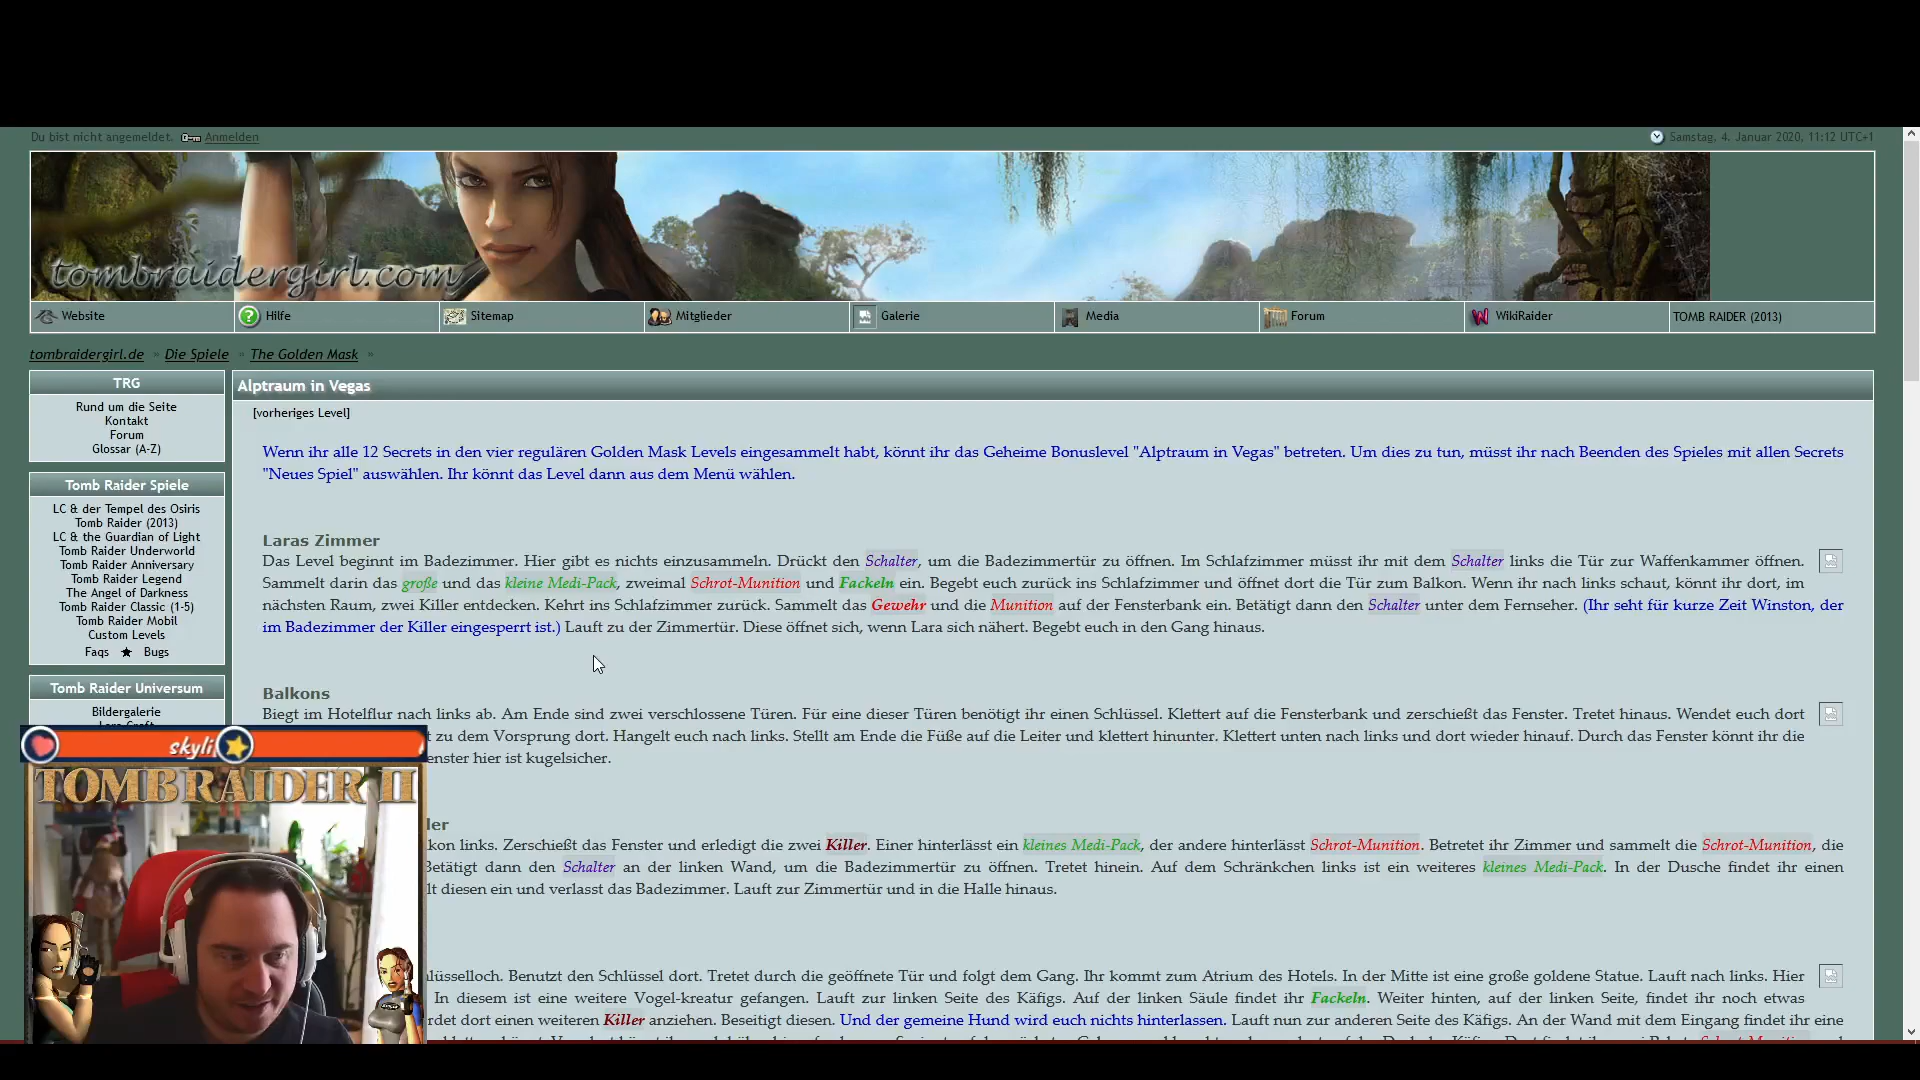 Du bist nicht angemeldet. Anmelden
Samstag, 4. Januar 2020, 11:12 UTC+1
tombraidergirl.com
Website
Hilfe
Sitemap
Mitglieder
Galerie
Media
Forum
WikiRaider
TOMB RAIDER (2013)
tombraidergirl.de » Die Spiele » The Golden Mask »
TRG
Rund um die Seite
Kontakt
Forum
Glossar (A-Z)
Tomb Raider Spiele
LC & der Tempel des Osiris
Tomb Raider (2013)
LC & the Guardian of Light
Tomb Raider Underworld
Tomb Raider Anniversary
Tomb Raider Legend
The Angel of Darkness
Tomb Raider Classic (1-5)
Tomb Raider Mobil
Custom Levels
Faqs ★ Bugs
Tomb Raider Universum
Bildergalerie
Alptraum in Vegas
[vorheriges Level]
Wenn ihr alle 12 Secrets in den vier regulären Golden Mask Levels eingesammelt habt, könnt ihr das Geheime Bonuslevel "Alptraum in Vegas" betreten. Um dies zu tun, müsst ihr nach Beenden des Spieles mit allen Secrets
"Neues Spiel" auswählen. Ihr könnt das Level dann aus dem Menü wählen.
Laras Zimmer
Das Level beginnt im Badezimmer. Hier gibt es nichts einzusammeln. Drückt den Schalter, um die Badezimmertür zu öffnen. Im Schlafzimmer müsst ihr mit dem Schalter links die Tür zur Waffenkammer öffnen.
Sammelt darin das große und das kleine Medi-Pack, zweimal Schrot-Munition und Fackeln ein. Begebt euch zurück ins Schlafzimmer und öffnet dort die Tür zum Balkon. Wenn ihr nach links schaut, könnt ihr dort, im
nächsten Raum, zwei Killer entdecken. Kehrt ins Schlafzimmer zurück. Sammelt das Gewehr und die Munition auf der Fensterbank ein. Betätigt dann den Schalter unter dem Fernseher. (Ihr seht für kurze Zeit Winston, der
im Badezimmer der Killer eingesperrt ist.) Lauft zu der Zimmertür. Diese öffnet sich, wenn Lara sich nähert. Begebt euch in den Gang hinaus.
Balkons
Biegt im Hotelflur nach links ab. Am Ende sind zwei verschlossene Türen. Für eine dieser Türen benötigt ihr einen Schlüssel. Klettert auf die Fensterbank und zerschießt das Fenster. Tretet hinaus. Wendet euch dort
t zu dem Vorsprung dort. Hangelt euch nach links. Stellt am Ende die Füße auf die Leiter und klettert hinunter. Klettert unten nach links und dort wieder hinauf. Durch das Fenster könnt ihr die
enster hier ist kugelsicher.
ler
kon links. Zerschießt das Fenster und erledigt die zwei Killer. Einer hinterlässt ein kleines Medi-Pack, der andere hinterlässt Schrot-Munition. Betretet ihr Zimmer und sammelt die Schrot-Munition, die
Betätigt dann den Schalter an der linken Wand, um die Badezimmertür zu öffnen. Tretet hinein. Auf dem Schränkchen links ist ein weiteres kleines Medi-Pack. In der Dusche findet ihr einen
lt diesen ein und verlasst das Badezimmer. Lauft zur Zimmertür und in die Halle hinaus.
lüsselloch. Benutzt den Schlüssel dort. Tretet durch die geöffnete Tür und folgt dem Gang. Ihr kommt zum Atrium des Hotels. In der Mitte ist eine große goldene Statue. Lauft nach links. Hier
In diesem ist eine weitere Vogel-kreatur gefangen. Lauft zur linken Seite des Käfigs. Auf der linken Säule findet ihr Fackeln. Weiter hinten, auf der linken Seite, findet ihr noch etwas
rdet dort einen weiteren Killer anziehen. Beseitigt diesen. Und der gemeine Hund wird euch nichts hinterlassen. Lauft nun zur anderen Seite des Käfigs. An der Wand mit dem Eingang findet ihr eine
skyli
TOMB RAIDER II